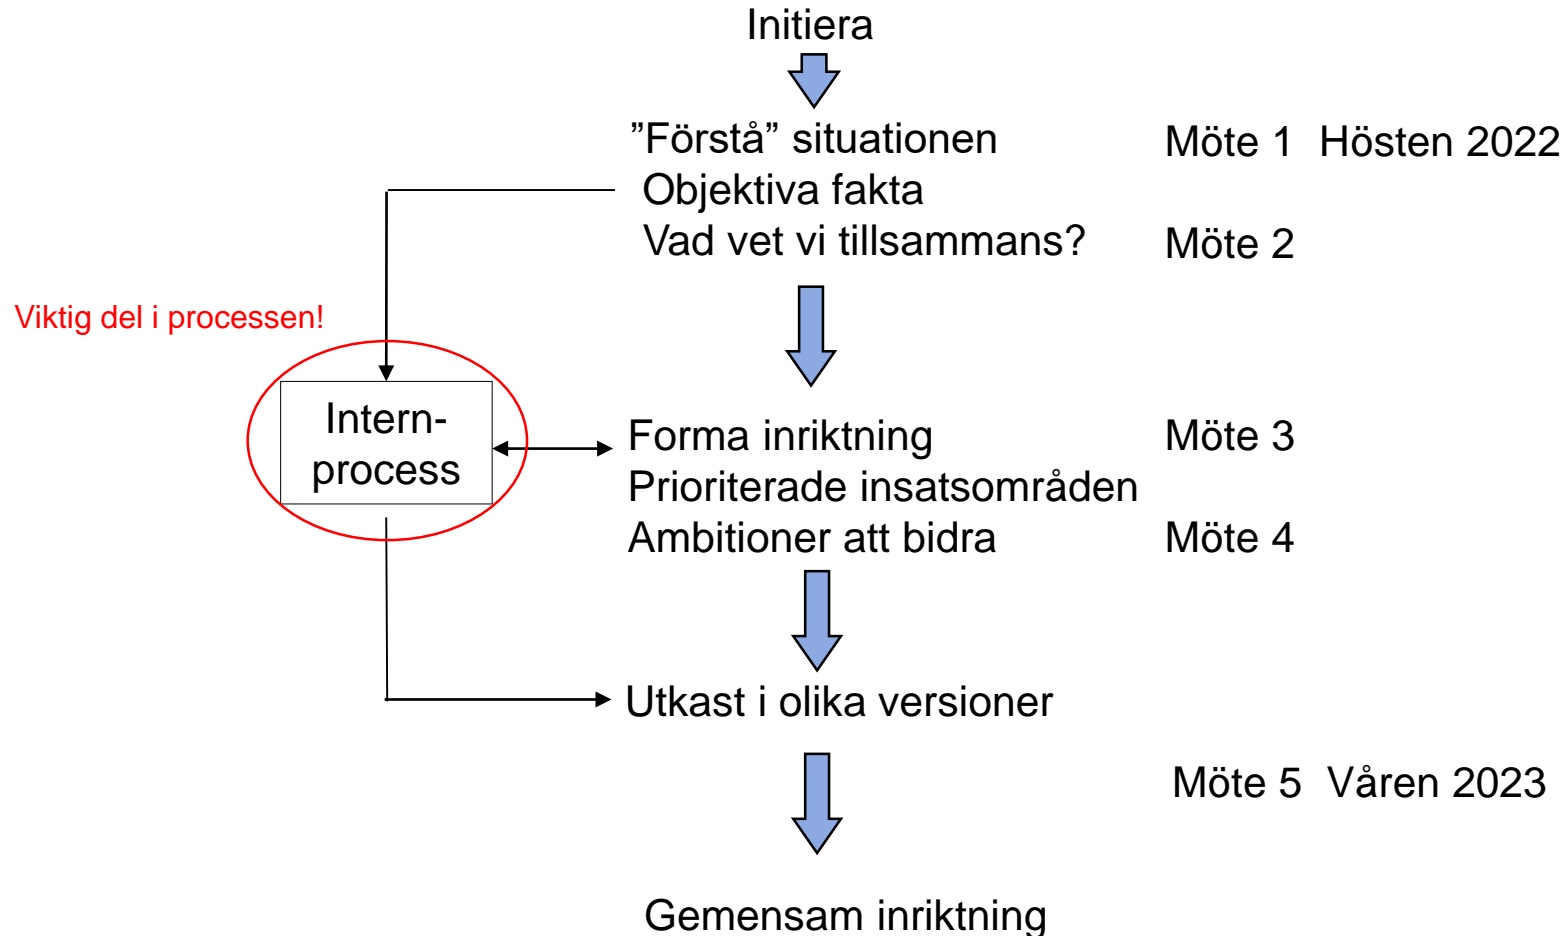 Initiera
”Förstå” situationen
Möte 1 Hösten 2022
Objektiva fakta
Vad vet vi tillsammans?
Möte 2
Viktig del i processen!
Intern-
process
Forma inriktning
Möte 3
Prioriterade insatsområden
Ambitioner att bidra
Möte 4
Utkast i olika versioner
Möte 5 Våren 2023
Gemensam inriktning